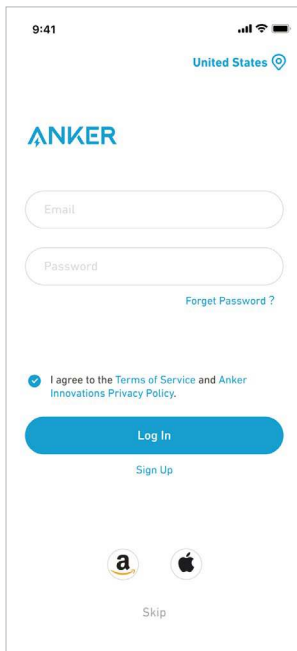 9:41
United States
ANKER
Email
Password
Forget Password ?
I agree to the Terms of Service and Anker
Innovations Privacy Policy.
Log In
Sign Up
a
Skip